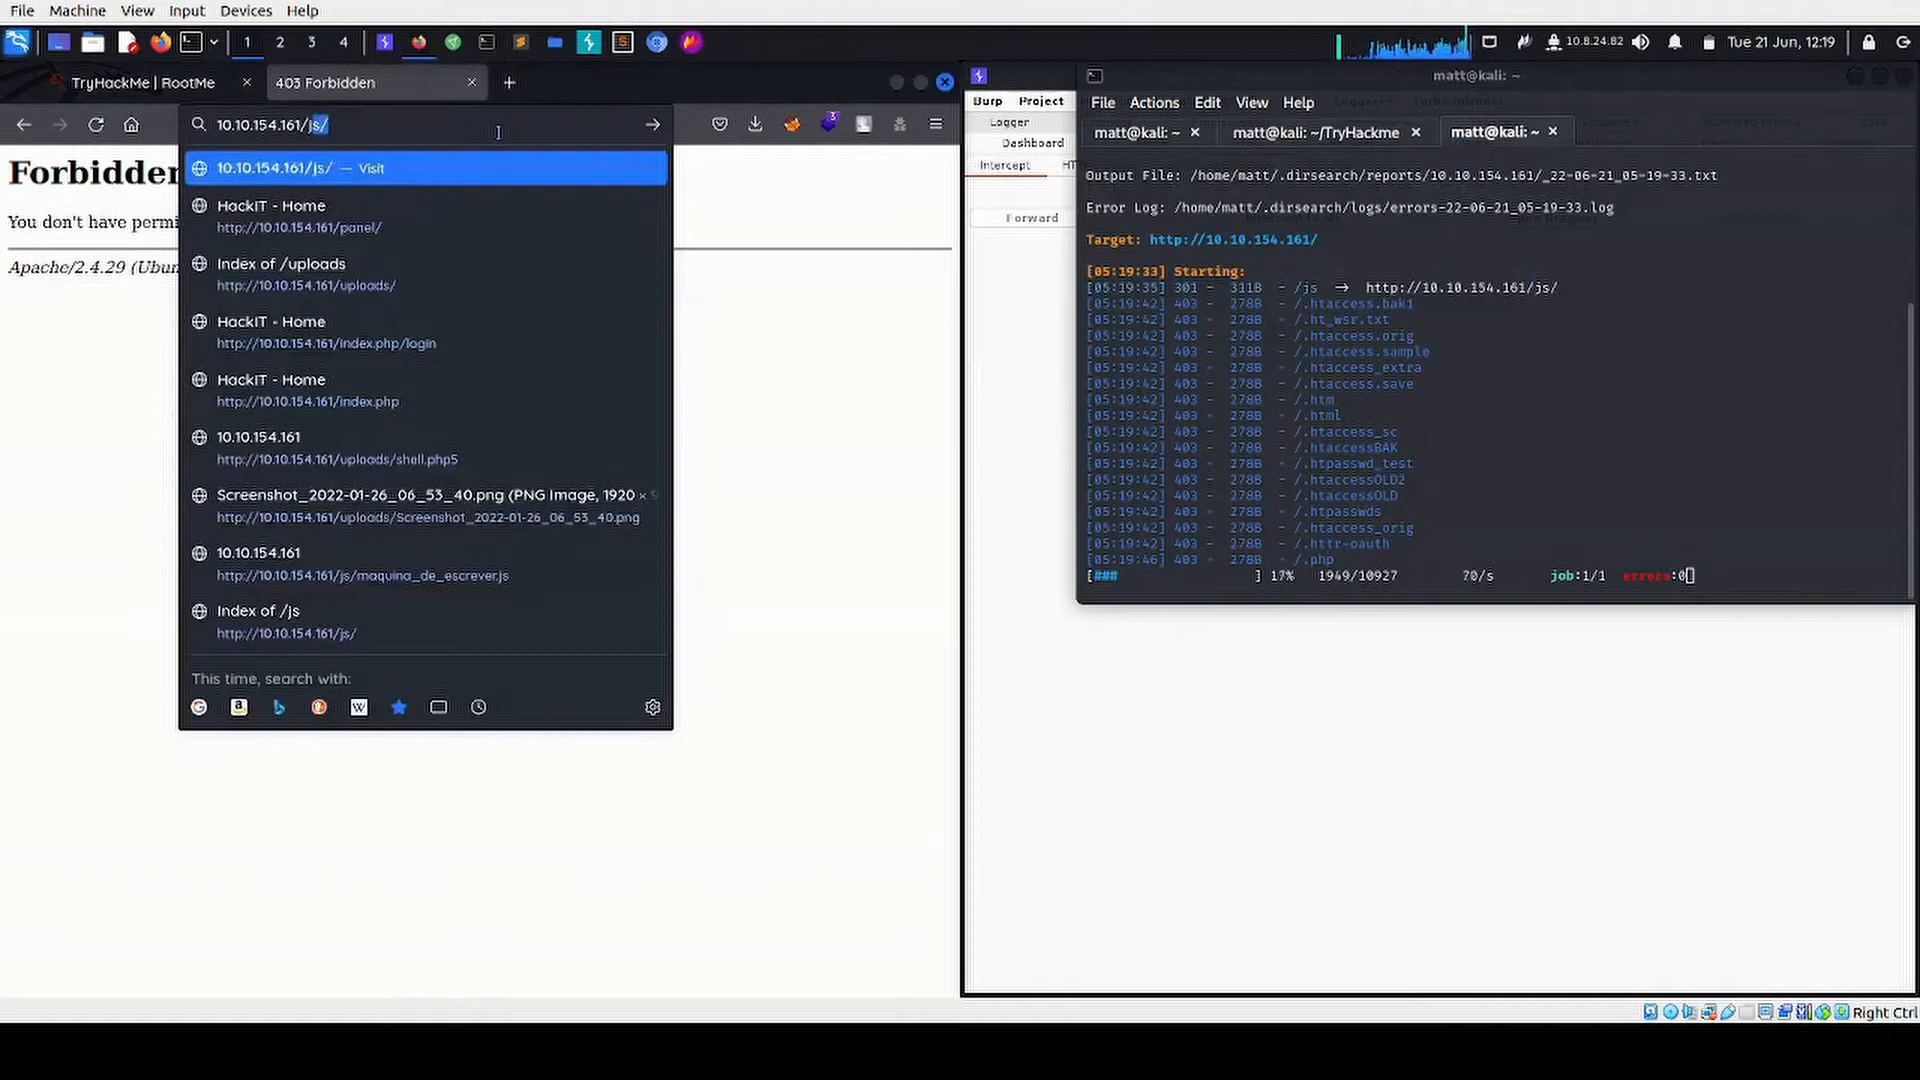 File Machine View Input Devices Help
1 2 3 4
10.8.24.82 Tue 21 Jun, 12:19
TryHackMe | RootMe
403 Forbidden
10.10.154.161/js/
3
10.10.154.161/js/ — Visit
HackIT - Home
http://10.10.154.161/panel/
Index of /uploads
http://10.10.154.161/uploads/
HackIT - Home
http://10.10.154.161/index.php/login
HackIT - Home
http://10.10.154.161/index.php
10.10.154.161
http://10.10.154.161/uploads/shell.php5
Screenshot_2022-01-26_06_53_40.png (PNG Image, 1920 ×
http://10.10.154.161/uploads/Screenshot_2022-01-26_06_53_40.png
10.10.154.161
http://10.10.154.161/js/maquina_de_escrever.js
Index of /js
http://10.10.154.161/js/
This time, search with:
Forbidden
You don't have permi
Apache/2.4.29 (Ubun
Burp Project
Logger
Dashboard
Intercept HT
Forward
matt@kali: ~
File Actions Edit View Help
matt@kali: ~ matt@kali: ~/TryHackme matt@kali: ~
Output File: /home/matt/.dirsearch/reports/10.10.154.161/_22-06-21_05-19-33.txt
Error Log: /home/matt/.dirsearch/logs/errors-22-06-21_05-19-33.log
Target: http://10.10.154.161/
[05:19:33] Starting:
[05:19:35] 301 - 311B - /js → http://10.10.154.161/js/
[05:19:42] 403 - 278B - /.htaccess.bak1
[05:19:42] 403 - 278B - /.ht_wsr.txt
[05:19:42] 403 - 278B - /.htaccess.orig
[05:19:42] 403 - 278B - /.htaccess.sample
[05:19:42] 403 - 278B - /.htaccess_extra
[05:19:42] 403 - 278B - /.htaccess.save
[05:19:42] 403 - 278B - /.htm
[05:19:42] 403 - 278B - /.html
[05:19:42] 403 - 278B - /.htaccess_sc
[05:19:42] 403 - 278B - /.htaccessBAK
[05:19:42] 403 - 278B - /.htpasswd_test
[05:19:42] 403 - 278B - /.htaccessOLD2
[05:19:42] 403 - 278B - /.htaccessOLD
[05:19:42] 403 - 278B - /.htpasswds
[05:19:42] 403 - 278B - /.htaccess_orig
[05:19:42] 403 - 278B - /.httr-oauth
[05:19:46] 403 - 278B - /.php
[### ] 17% 1949/10927 70/s job:1/1 errors:0
Right Ctrl